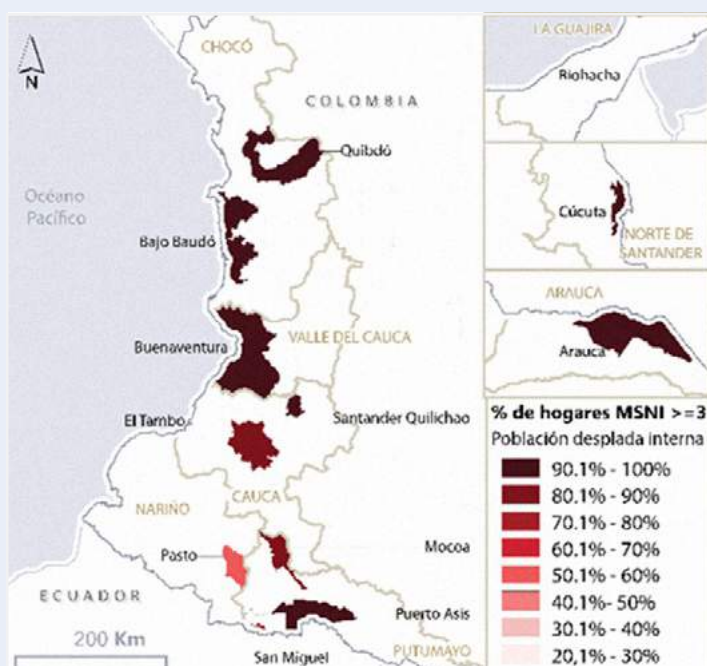 CHOCÓ
N
COLOMBIA
Quibdó
Océano
Pacífico
Bajo Baudó
VALLE DEL CAUCA
Buenaventura
El Tambo
Santander Quilichao
NARIÑO
CAUCA
Pasto
Mocoa
ECUADOR
Puerto Asis
200 Km
San Miguel
PUTUMAYO
LA GUAJIRA
Riohacha
Cúcuta
NORTE DE
SANTANDER
ARAUCA
Arauca
% de hogares MSNI >=3
Población desplada interna
90.1% - 100%
80.1% - 90%
70.1% - 80%
60.1% - 70%
50.1% - 60%
40.1%- 50%
30.1% - 40%
20,1% - 30%